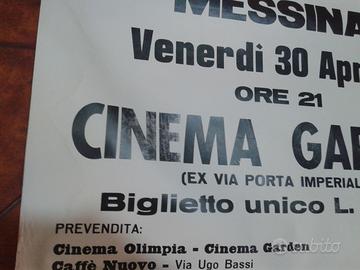 MESSINA
Venerdì 30 Apr
ORE 21
CINEMA GAR
(EX VIA PORTA IMPERIAL
Biglietto unico L.
PREVENDITA:
Cinema Olimpia - Cinema Garden
Caffè Nuovo - Via Ugo Bassi
subito